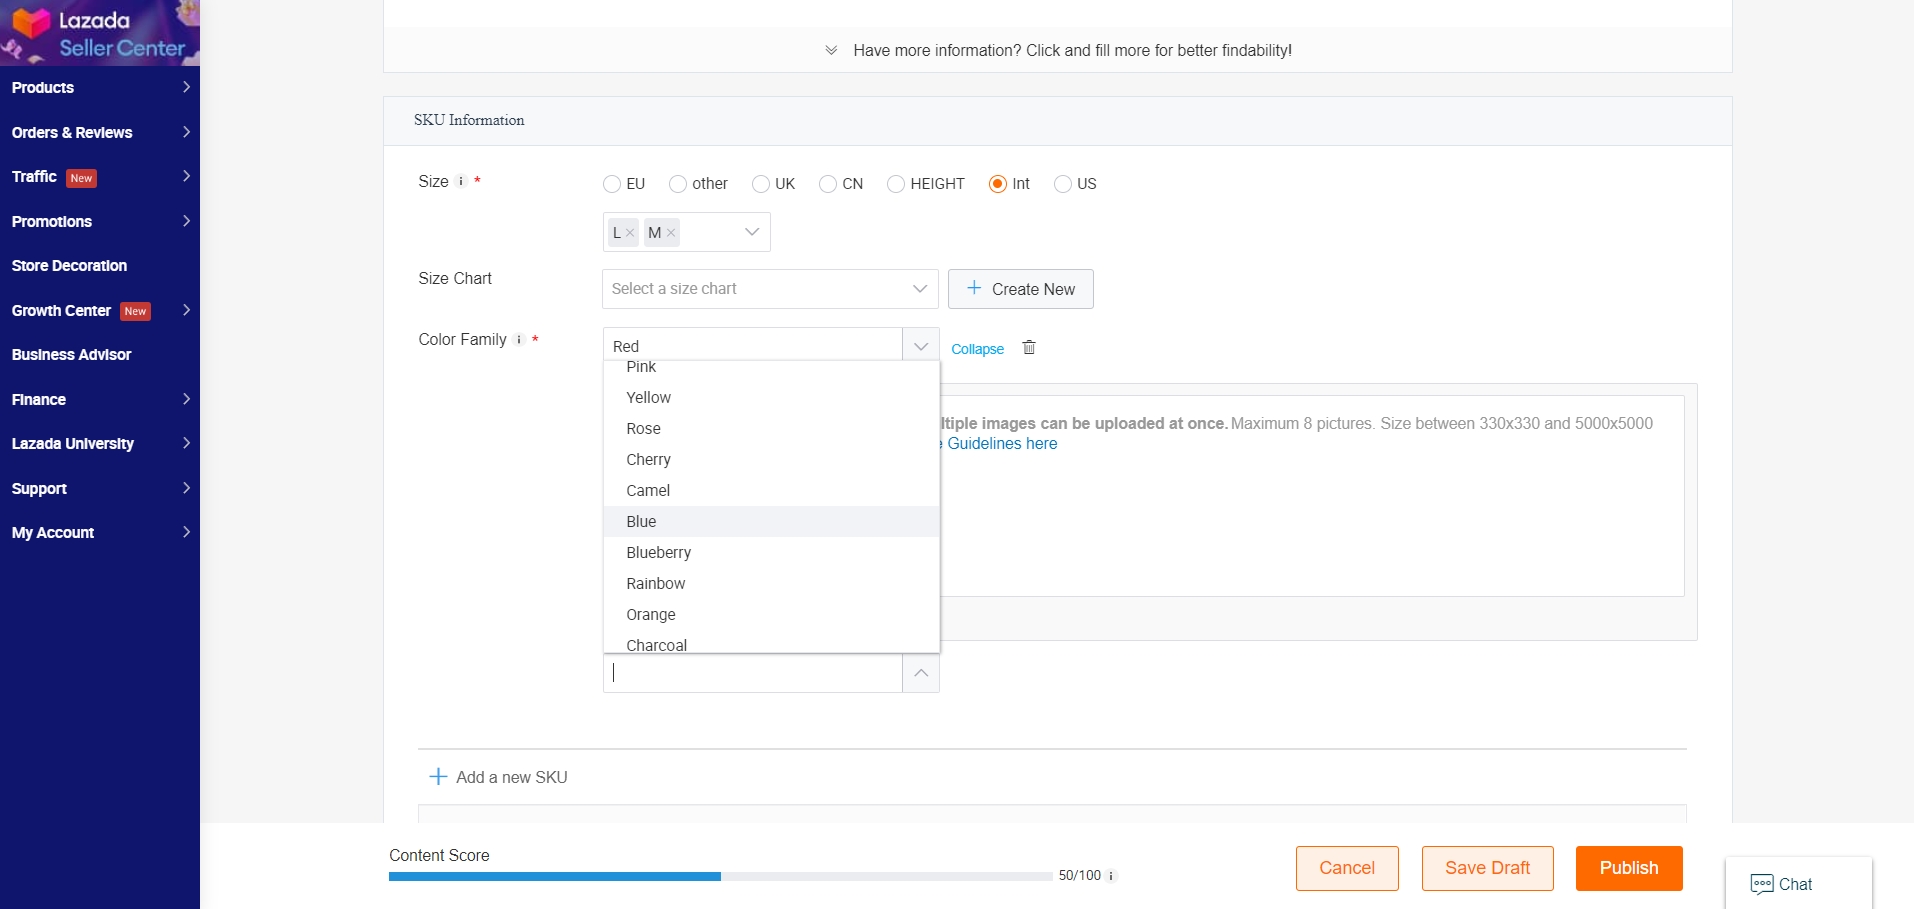 Lazada
Seller Center
Products
Orders & Reviews
Traffic New
Promotions
Store Decoration
Growth Center New
Business Advisor
Finance
Lazada University
Support
My Account
Have more information? Click and fill more for better findability!
SKU Information
Size i *
EU other UK CN HEIGHT Int US
L × M ×
Size Chart
Select a size chart
+ Create New
Color Family i *
Red
Collapse
Pink
Yellow
Rose
Cherry
Camel
Blue
Blueberry
Rainbow
Orange
Charcoal
ltiple images can be uploaded at once. Maximum 8 pictures. Size between 330x330 and 5000x5000
Guidelines here
+ Add a new SKU
Content Score
50/100 i
Cancel
Save Draft
Publish
Chat